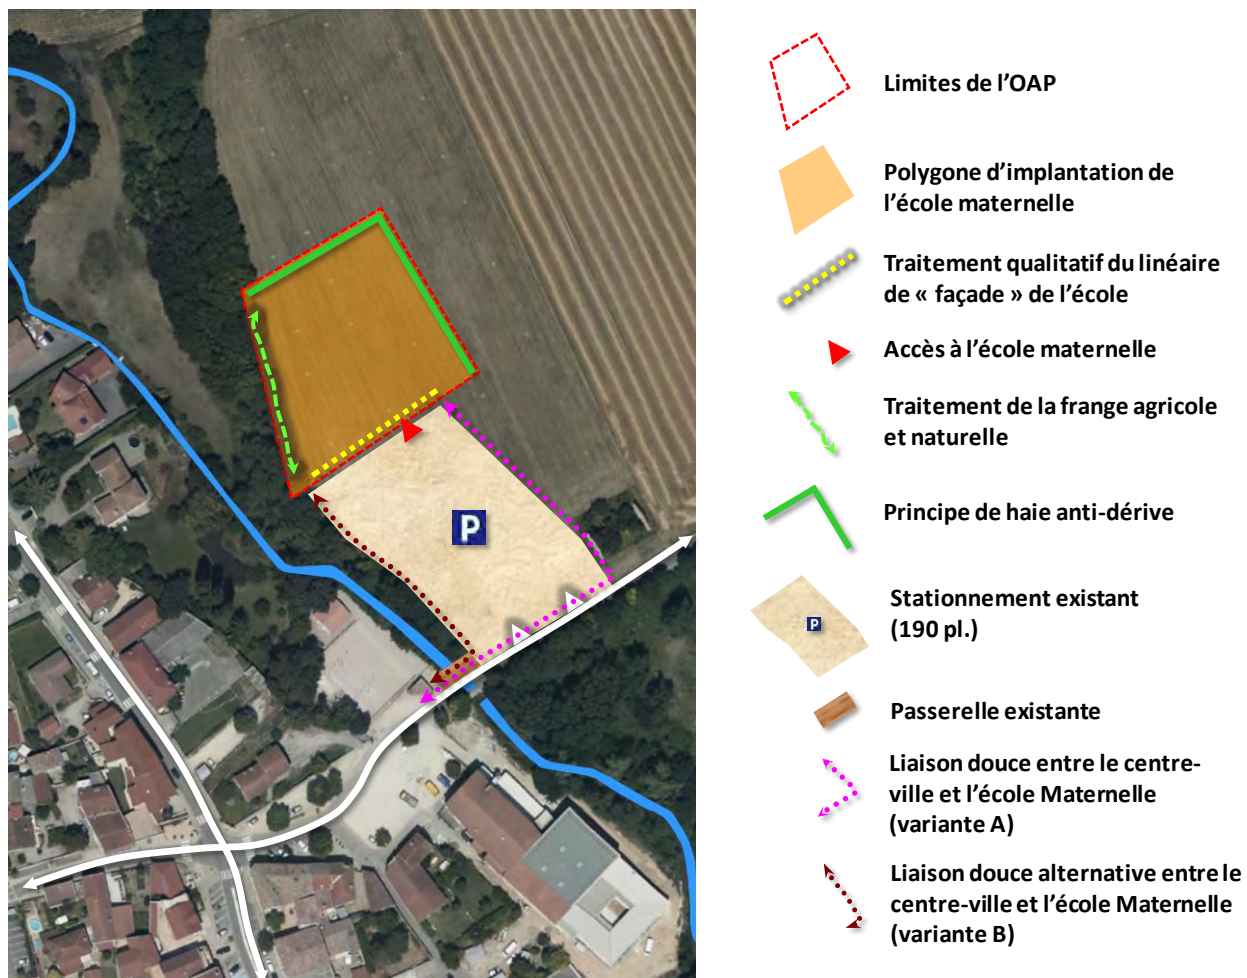 Limites de l'OAP
Polygone d'implantation de
l'école maternelle
Traitement qualitatif du linéaire
de « façade » de l'école
Accès à l'école maternelle
Traitement de la frange agricole
et naturelle
P
Principe de haie anti-dérive
Stationnement existant
(190 pl.)
P
Passerelle existante
Liaison douce entre le centre-
ville et l'école Maternelle
(variante A)
Liaison douce alternative entre le
centre-ville et l'école Maternelle
(variante B)